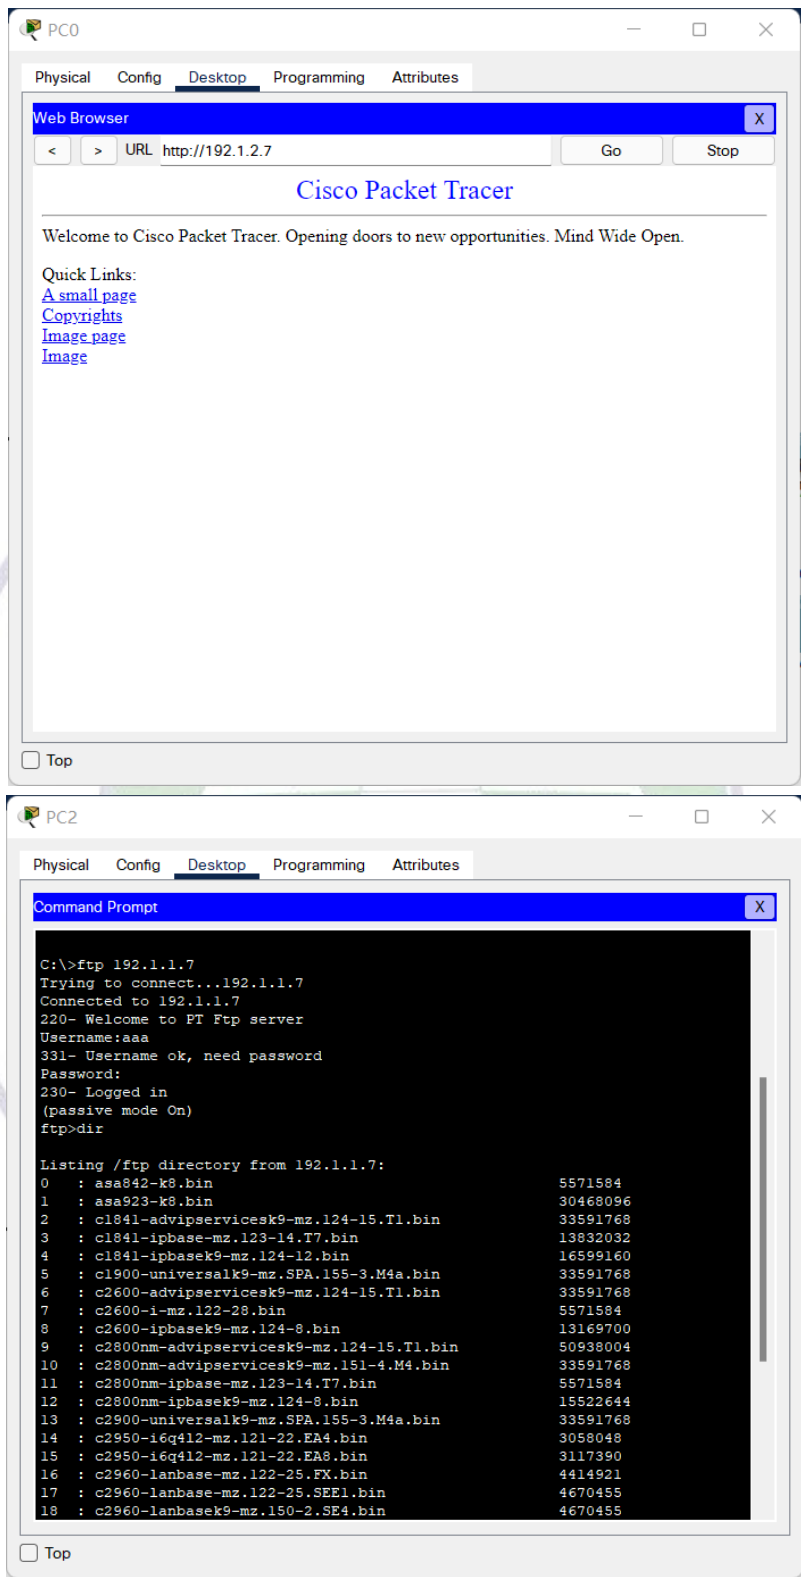 PC0
Physical Config Desktop Programming Attributes
Web Browser X
< > URL http://192.1.2.7 Go Stop
Cisco Packet Tracer
Welcome to Cisco Packet Tracer. Opening doors to new opportunities. Mind Wide Open.
Quick Links:
A small page
Copyrights
Image page
Image
Top
PC2
Physical Config Desktop Programming Attributes
Command Prompt X
C:\>ftp 192.1.1.7
Trying to connect...192.1.1.7
Connected to 192.1.1.7
220- Welcome to PT Ftp server
Username:aaa
331- Username ok, need password
Password:
230- Logged in
(passive mode On)
ftp>dir
Listing /ftp directory from 192.1.1.7:
0 : asa842-k8.bin 5571584
1 : asa923-k8.bin 30468096
2 : c1841-advipservicesk9-mz.124-15.T1.bin 33591768
3 : c1841-ipbase-mz.123-14.T7.bin 13832032
4 : c1841-ipbasek9-mz.124-12.bin 16599160
5 : c1900-universalk9-mz.SPA.155-3.M4a.bin 33591768
6 : c2600-advipservicesk9-mz.124-15.T1.bin 33591768
7 : c2600-i-mz.122-28.bin 5571584
8 : c2600-ipbasek9-mz.124-8.bin 13169700
9 : c2800nm-advipservicesk9-mz.124-15.T1.bin 50938004
10 : c2800nm-advipservicesk9-mz.151-4.M4.bin 33591768
11 : c2800nm-ipbase-mz.123-14.T7.bin 5571584
12 : c2800nm-ipbasek9-mz.124-8.bin 15522644
13 : c2900-universalk9-mz.SPA.155-3.M4a.bin 33591768
14 : c2950-i6q4l2-mz.121-22.EA4.bin 3058048
15 : c2950-i6q4l2-mz.121-22.EA8.bin 3117390
16 : c2960-lanbase-mz.122-25.FX.bin 4414921
17 : c2960-lanbase-mz.122-25.SEE1.bin 4670455
18 : c2960-lanbasek9-mz.150-2.SE4.bin 4670455
Top